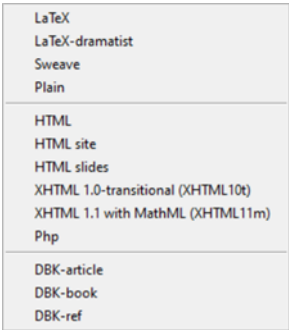 LaTeX
LaTeX-dramatist
Sweave
Plain
HTML
HTML site
HTML slides
XHTML 1.0-transitional (XHTML10t)
XHTML 1.1 with MathML (XHTML11m)
Php
DBK-article
DBK-book
DBK-ref